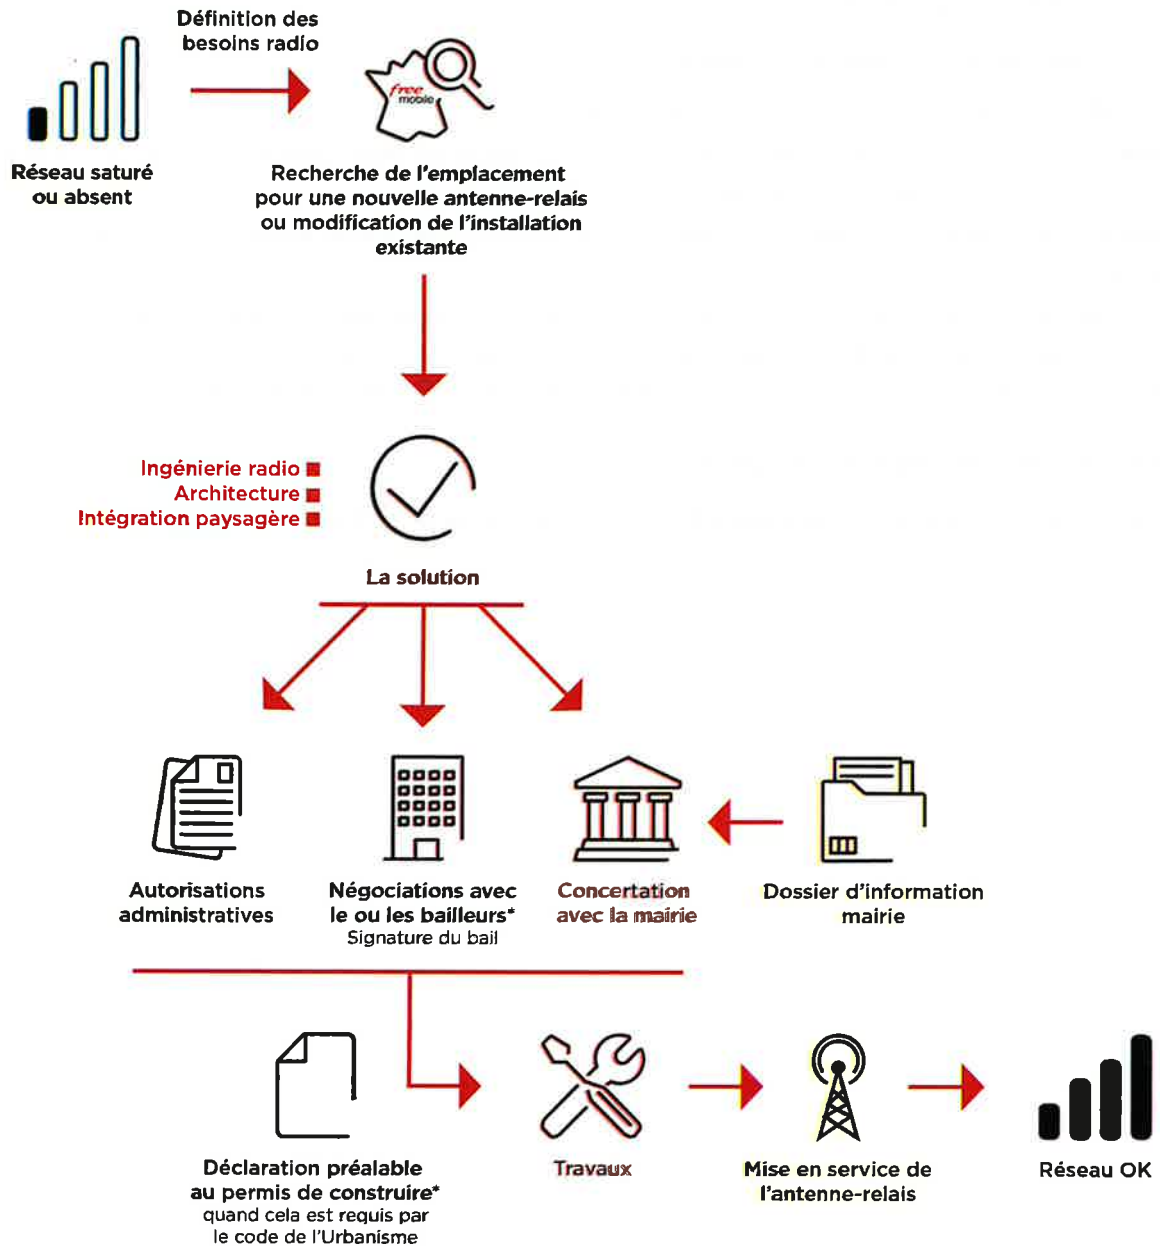 Définition des
besoins radio
free
mobile
Réseau saturé
ou absent
Recherche de l'emplacement
pour une nouvelle antenne-relais
ou modification de l'installation
existante
Ingénierie radio
Architecture
Intégration paysagère
La solution
Autorisations
administratives
Négociations avec
le ou les bailleurs*
Signature du bail
Concertation
avec la mairie
Dossier d'information
mairie
Déclaration préalable
au permis de construire*
quand cela est requis par
le code de l'Urbanisme
Travaux
Mise en service de
l'antenne-relais
Réseau OK